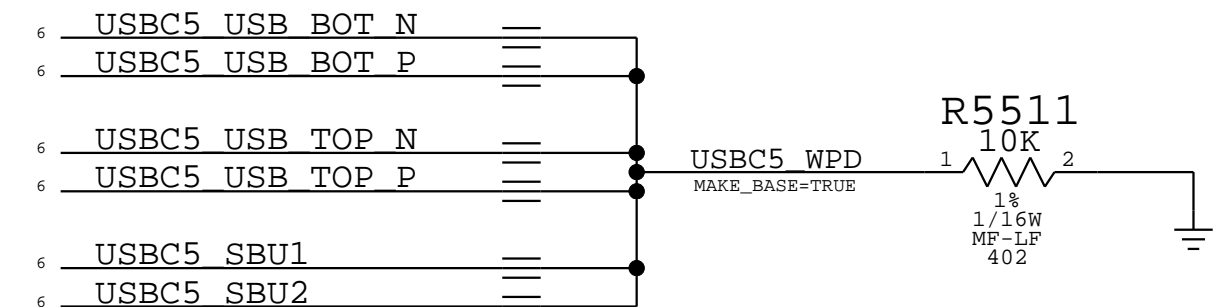 6 USBC5_USB_BOT_N
6 USBC5_USB_BOT_P
R5511
10K
6 USBC5_USB_TOP_N
USBC5_WPD 1 2
6 USBC5_USB_TOP_P
MAKE_BASE=TRUE
1%
1/16W
MF-LF
402
6 USBC5_SBU1
6 USBC5_SBU2